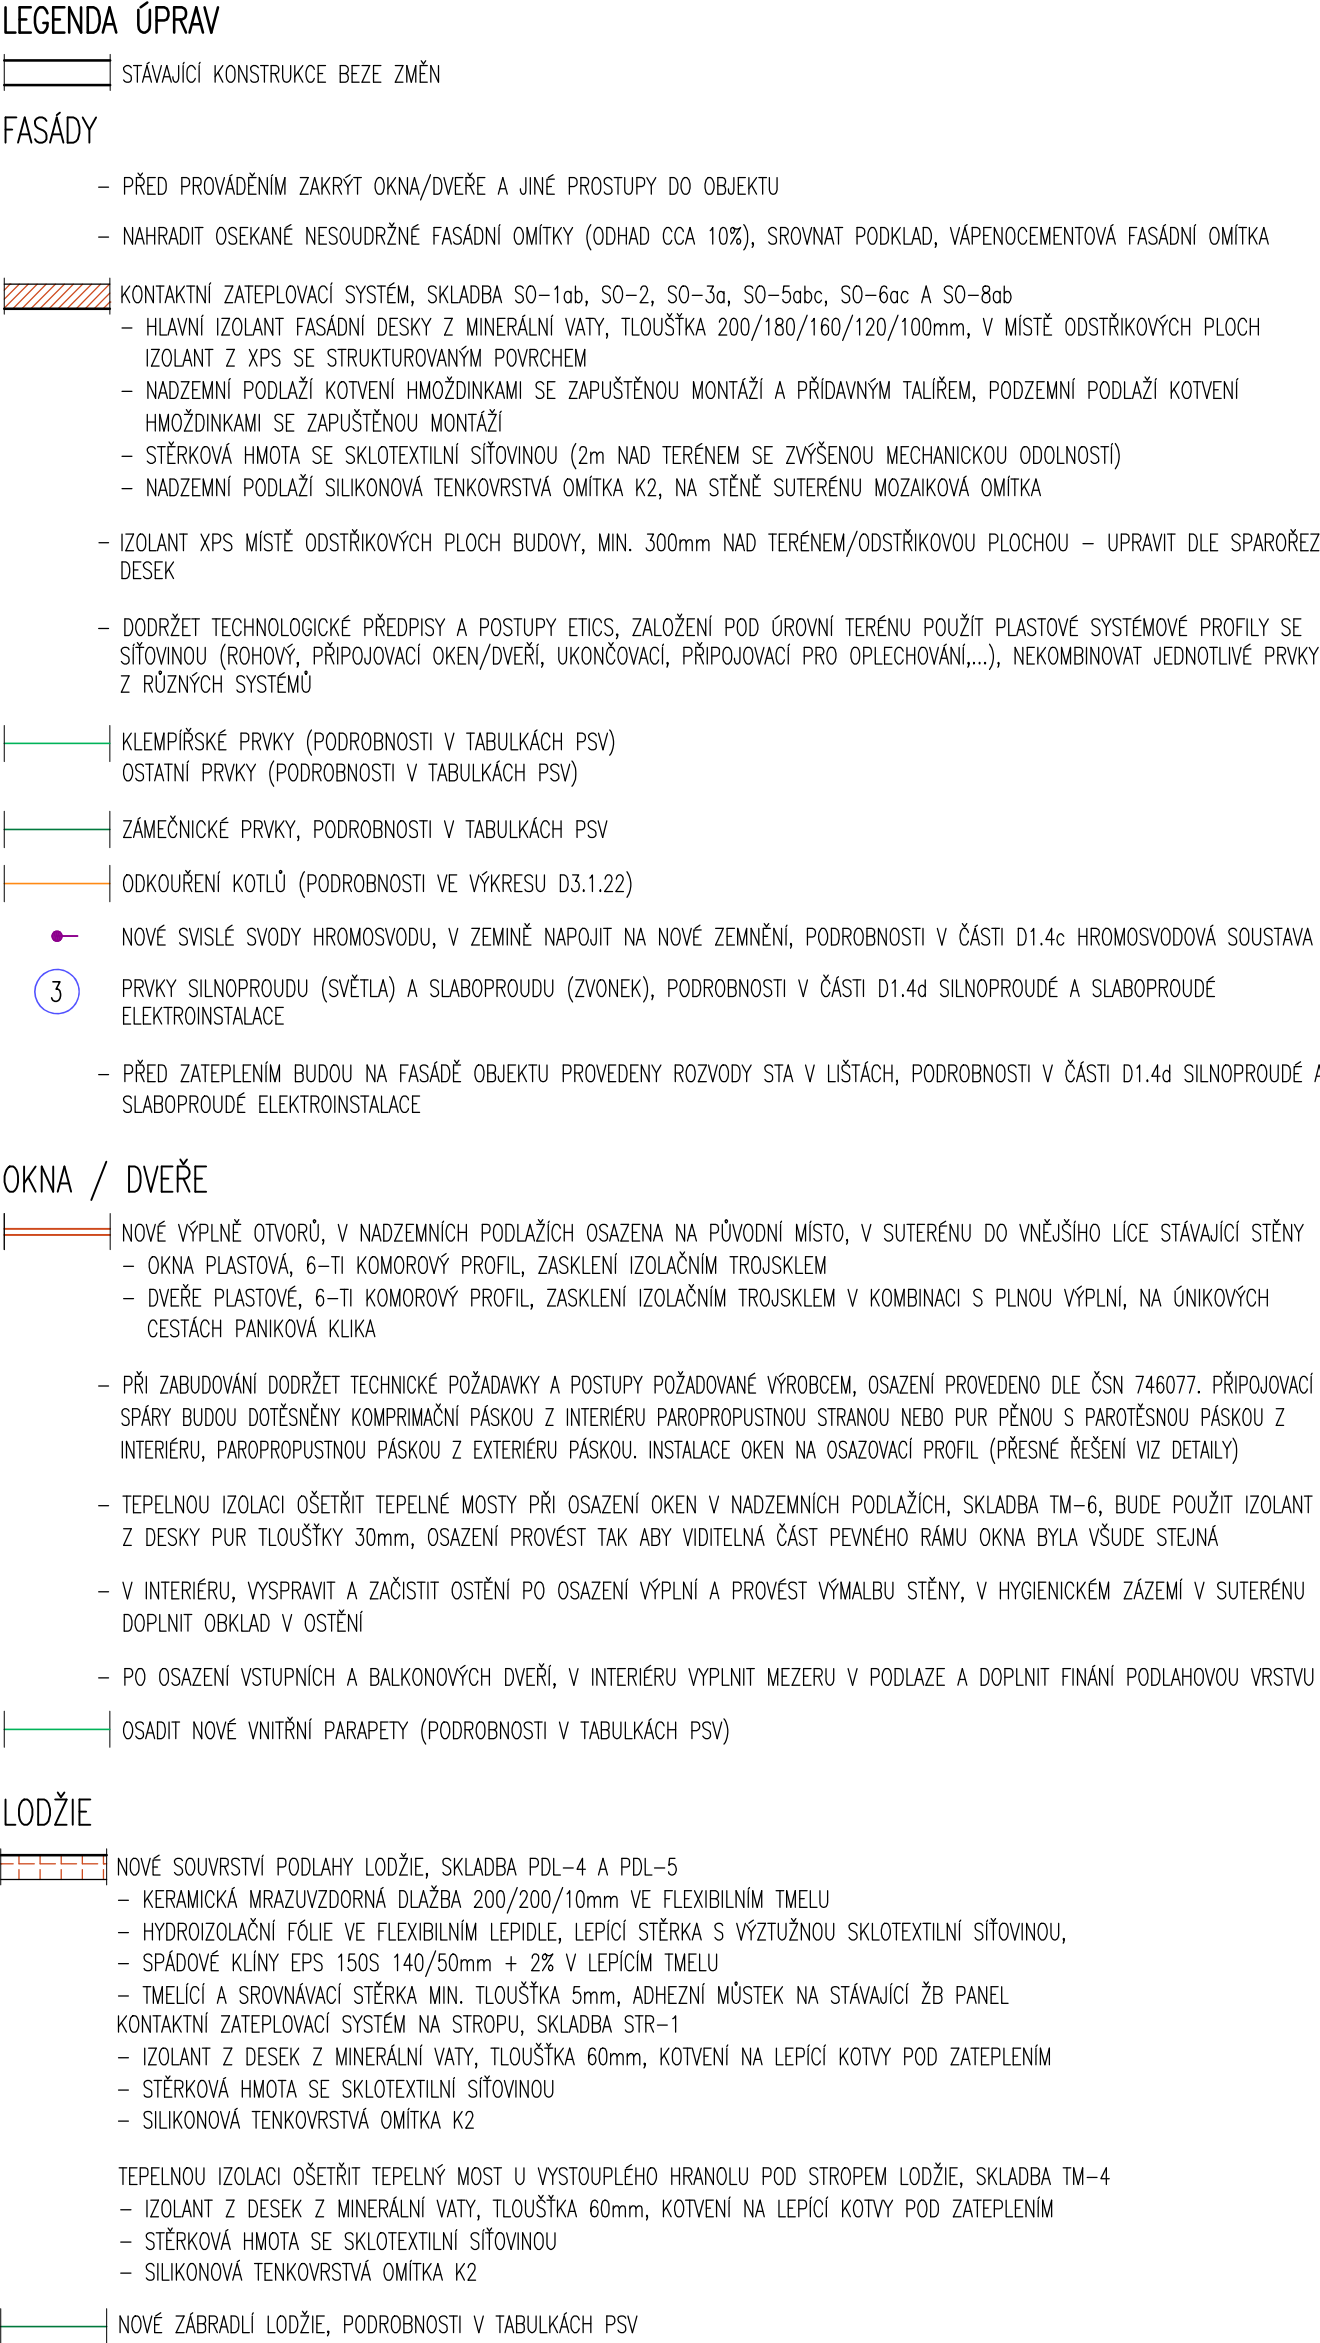 LEGENDA ÚPRAV
STÁVAJÍCÍ KONSTRUKCE BEZE ZMĚN
FASÁDY
– PŘED PROVÁDĚNÍM ZAKRÝT OKNA/DVEŘE A JINÉ PROSTUPY DO OBJEKTU
– NAHRADIT OSEKANÉ NESOUDRŽNÉ FASÁDNÍ OMÍTKY (ODHAD CCA 10%), SROVNAT PODKLAD, VÁPENOCEMENTOVÁ FASÁDNÍ OMÍTKA
KONTAKTNÍ ZATEPLOVACÍ SYSTÉM, SKLADBA SO-1ab, SO-2, SO-3a, SO-5abc, SO-6ac A SO-8ab
– HLAVNÍ IZOLANT FASÁDNÍ DESKY Z MINERÁLNÍ VATY, TLOUŠŤKA 200/180/160/120/100mm, V MÍSTĚ ODSTŘIKOVÝCH PLOCH
IZOLANT Z XPS SE STRUKTUROVANÝM POVRCHEM
– NADZEMNÍ PODLAŽÍ KOTVENÍ HMOŽDINKAMI SE ZAPUŠTĚNOU MONTÁŽÍ A PŘÍDAVNÝM TALÍŘEM, PODZEMNÍ PODLAŽÍ KOTVENÍ
HMOŽDINKAMI SE ZAPUŠTĚNOU MONTÁŽÍ
– STĚRKOVÁ HMOTA SE SKLOTEXTILNÍ SÍŤOVINOU (2m NAD TERÉNEM SE ZVÝŠENOU MECHANICKOU ODOLNOSTÍ)
– NADZEMNÍ PODLAŽÍ SILIKONOVÁ TENKOVRSTVÁ OMÍTKA K2, NA STĚNĚ SUTERÉNU MOZAIKOVÁ OMÍTKA
– IZOLANT XPS MÍSTĚ ODSTŘIKOVÝCH PLOCH BUDOVY, MIN. 300mm NAD TERÉNEM/ODSTŘIKOVOU PLOCHOU – UPRAVIT DLE SPAROŘEZ
DESEK
– DODRŽET TECHNOLOGICKÉ PŘEDPISY A POSTUPY ETICS, ZALOŽENÍ POD ÚROVNÍ TERÉNU POUŽÍT PLASTOVÉ SYSTÉMOVÉ PROFILY SE
SÍŤOVINOU (ROHOVÝ, PŘIPOJOVACÍ OKEN/DVEŘÍ, UKONČOVACÍ, PŘIPOJOVACÍ PRO OPLECHOVÁNÍ,...), NEKOMBINOVAT JEDNOTLIVÉ PRVKY
Z RŮZNÝCH SYSTÉMŮ
KLEMPÍŘSKÉ PRVKY (PODROBNOSTI V TABULKÁCH PSV)
OSTATNÍ PRVKY (PODROBNOSTI V TABULKÁCH PSV)
ZÁMEČNICKÉ PRVKY, PODROBNOSTI V TABULKÁCH PSV
ODKOUŘENÍ KOTLŮ (PODROBNOSTI VE VÝKRESU D3.1.22)
NOVÉ SVISLÉ SVODY HROMOSVODU, V ZEMINĚ NAPOJIT NA NOVÉ ZEMNĚNÍ, PODROBNOSTI V ČÁSTI D1.4c HROMOSVODOVÁ SOUSTAVA
3 PRVKY SILNOPROUDU (SVĚTLA) A SLABOPROUDU (ZVONEK), PODROBNOSTI V ČÁSTI D1.4d SILNOPROUDÉ A SLABOPROUDÉ
ELEKTROINSTALACE
– PŘED ZATEPLENÍM BUDOU NA FASÁDĚ OBJEKTU PROVEDENY ROZVODY STA V LIŠTÁCH, PODROBNOSTI V ČÁSTI D1.4d SILNOPROUDÉ A
SLABOPROUDÉ ELEKTROINSTALACE
OKNA / DVEŘE
NOVÉ VÝPLNĚ OTVORŮ, V NADZEMNÍCH PODLAŽÍCH OSAZENA NA PŮVODNÍ MÍSTO, V SUTERÉNU DO VNĚJŠÍHO LÍCE STÁVAJÍCÍ STĚNY
– OKNA PLASTOVÁ, 6-TI KOMOROVÝ PROFIL, ZASKLENÍ IZOLAČNÍM TROJSKLEM
– DVEŘE PLASTOVÉ, 6-TI KOMOROVÝ PROFIL, ZASKLENÍ IZOLAČNÍM TROJSKLEM V KOMBINACI S PLNOU VÝPLNÍ, NA ÚNIKOVÝCH
CESTÁCH PANIKOVÁ KLIKA
– PŘI ZABUDOVÁNÍ DODRŽET TECHNICKÉ POŽADAVKY A POSTUPY POŽADOVANÉ VÝROBCEM, OSAZENÍ PROVEDENO DLE ČSN 746077. PŘIPOJOVACÍ
SPÁRY BUDOU DOTĚSNĚNY KOMPRIMAČNÍ PÁSKOU Z INTERIÉRU PAROPROPUSTNOU STRANOU NEBO PUR PĚNOU S PAROTĚSNOU PÁSKOU Z
INTERIÉRU, PAROPROPUSTNOU PÁSKOU Z EXTERIÉRU PÁSKOU. INSTALACE OKEN NA OSAZOVACÍ PROFIL (PŘESNÉ ŘEŠENÍ VIZ DETAILY)
– TEPELNOU IZOLACI OŠETŘIT TEPELNÉ MOSTY PŘI OSAZENÍ OKEN V NADZEMNÍCH PODLAŽÍCH, SKLADBA TM-6, BUDE POUŽIT IZOLANT
Z DESKY PUR TLOUŠŤKY 30mm, OSAZENÍ PROVÉST TAK ABY VIDITELNÁ ČÁST PEVNÉHO RÁMU OKNA BYLA VŠUDE STEJNÁ
– V INTERIÉRU, VYSPRAVIT A ZAČISTIT OSTĚNÍ PO OSAZENÍ VÝPLNÍ A PROVÉST VÝMALBU STĚNY, V HYGIENICKÉM ZÁZEMÍ V SUTERÉNU
DOPLNIT OBKLAD V OSTĚNÍ
– PO OSAZENÍ VSTUPNÍCH A BALKONOVÝCH DVEŘÍ, V INTERIÉRU VYPLNIT MEZERU V PODLAZE A DOPLNIT FINÁNÍ PODLAHOVOU VRSTVU
OSADIT NOVÉ VNITŘNÍ PARAPETY (PODROBNOSTI V TABULKÁCH PSV)
LODŽIE
NOVÉ SOUVRSTVÍ PODLAHY LODŽIE, SKLADBA PDL-4 A PDL-5
– KERAMICKÁ MRAZUVZDORNÁ DLAŽBA 200/200/10mm VE FLEXIBILNÍM TMELU
– HYDROIZOLAČNÍ FÓLIE VE FLEXIBILNÍM LEPIDLE, LEPÍCÍ STĚRKA S VÝZTUŽNOU SKLOTEXTILNÍ SÍŤOVINOU,
– SPÁDOVÉ KLÍNY EPS 150S 140/50mm + 2% V LEPÍCÍM TMELU
– TMELÍCÍ A SROVNÁVACÍ STĚRKA MIN. TLOUŠŤKA 5mm, ADHEZNÍ MŮSTEK NA STÁVAJÍCÍ ŽB PANEL
KONTAKTNÍ ZATEPLOVACÍ SYSTÉM NA STROPU, SKLADBA STR-1
– IZOLANT Z DESEK Z MINERÁLNÍ VATY, TLOUŠŤKA 60mm, KOTVENÍ NA LEPÍCÍ KOTVY POD ZATEPLENÍM
– STĚRKOVÁ HMOTA SE SKLOTEXTILNÍ SÍŤOVINOU
– SILIKONOVÁ TENKOVRSTVÁ OMÍTKA K2
TEPELNOU IZOLACI OŠETŘIT TEPELNÝ MOST U VYSTOUPLÉHO HRANOLU POD STROPEM LODŽIE, SKLADBA TM-4
– IZOLANT Z DESEK Z MINERÁLNÍ VATY, TLOUŠŤKA 60mm, KOTVENÍ NA LEPÍCÍ KOTVY POD ZATEPLENÍM
– STĚRKOVÁ HMOTA SE SKLOTEXTILNÍ SÍŤOVINOU
– SILIKONOVÁ TENKOVRSTVÁ OMÍTKA K2
NOVÉ ZÁBRADLÍ LODŽIE, PODROBNOSTI V TABULKÁCH PSV